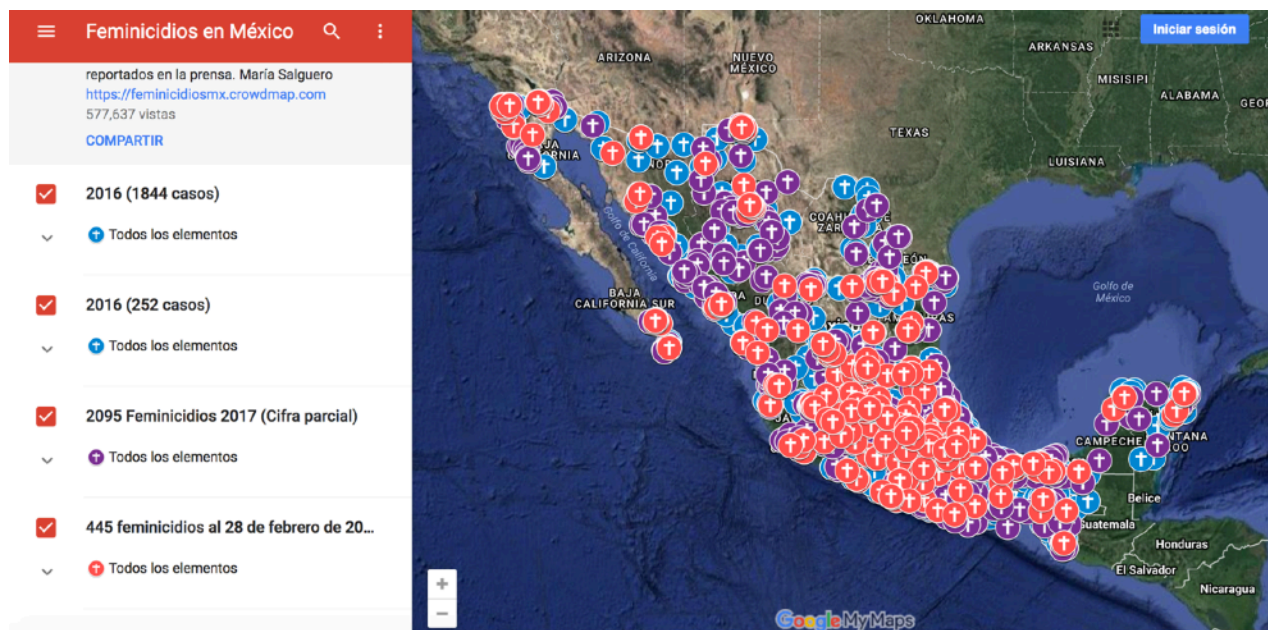 Feminicidios en México
reportados en la prensa. María Salguero
https://feminicidiosmx.crowdmap.com
577,637 vistas
COMPARTIR
2016 (1844 casos)
Todos los elementos
2016 (252 casos)
Todos los elementos
2095 Feminicidios 2017 (Cifra parcial)
Todos los elementos
445 feminicidios al 28 de febrero de 20...
Todos los elementos
Iniciar sesión
OKLAHOMA
ARKANSAS
ARIZONA
NUEVO
MÉXICO
MISISIPI
ALABAMA
TEXAS
LUISIANA
Golfo de California
BAJA
CALIFORNIA SUR
Golfo de
México
CAMPECHE
Belice
Guatemala
Honduras
El Salvador
Nicaragua
+
−
Google My Maps